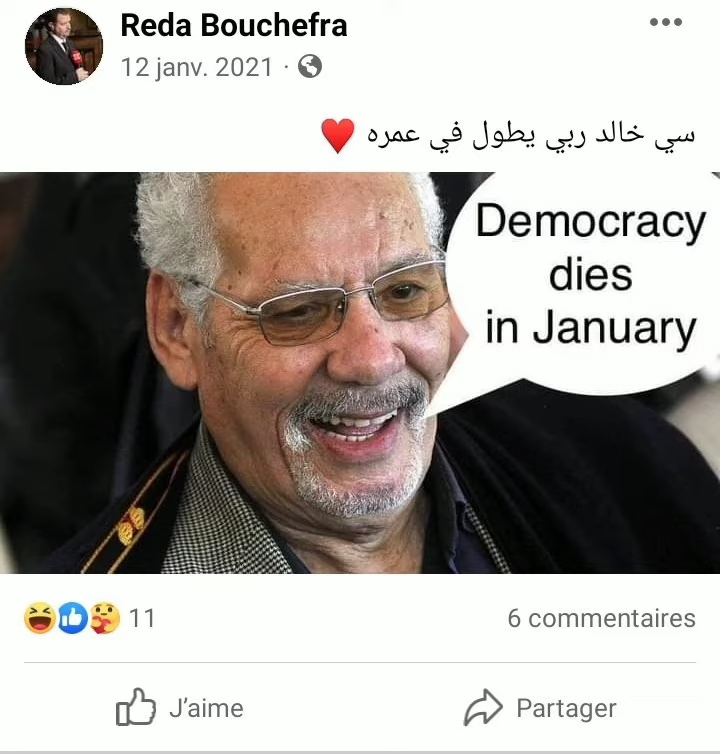 Reda Bouchefra
12 janv. 2021 ·
سي خالد ربي يطول في عمره ♥️
Democracy
dies
in January
11
6 commentaires
J'aime
Partager